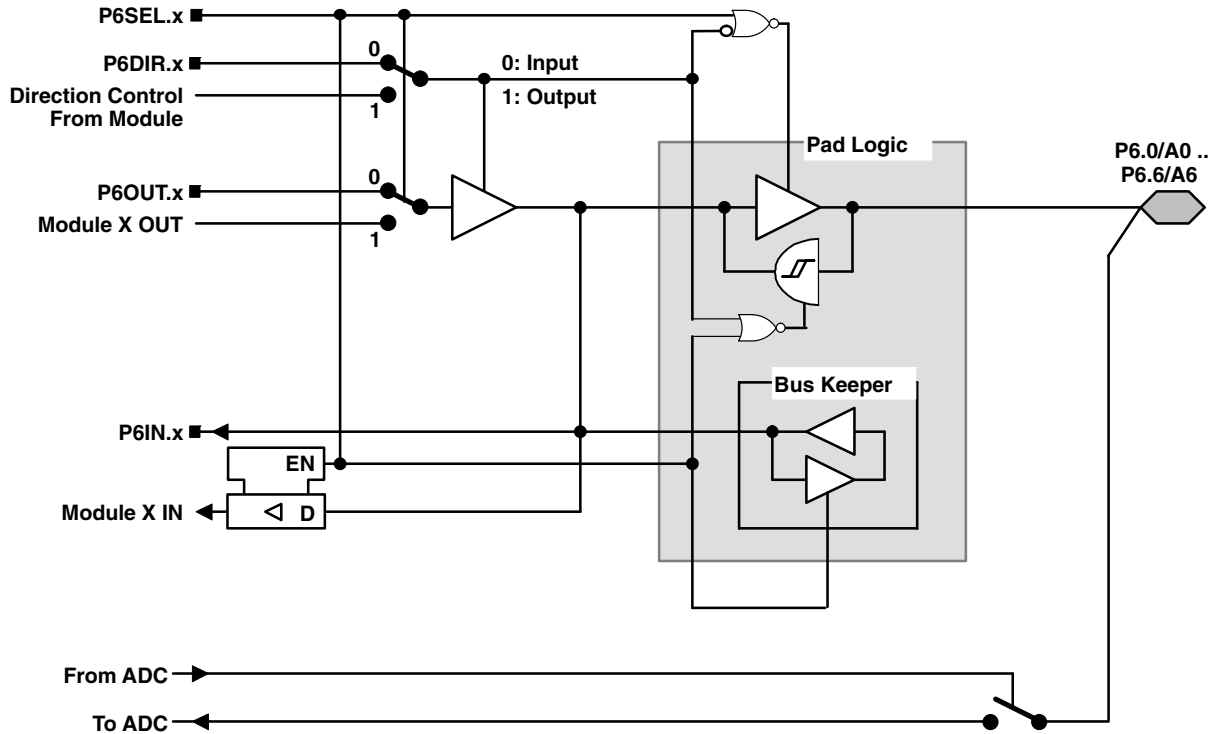 P6SEL.x
P6DIR.x
0
Direction Control
From Module
1
0: Input
1: Output
P6OUT.x
0
Module X OUT
1
Pad Logic
P6.0/A0 ..
P6.6/A6
Bus Keeper
P6IN.x
EN
Module X IN
D
From ADC
To ADC